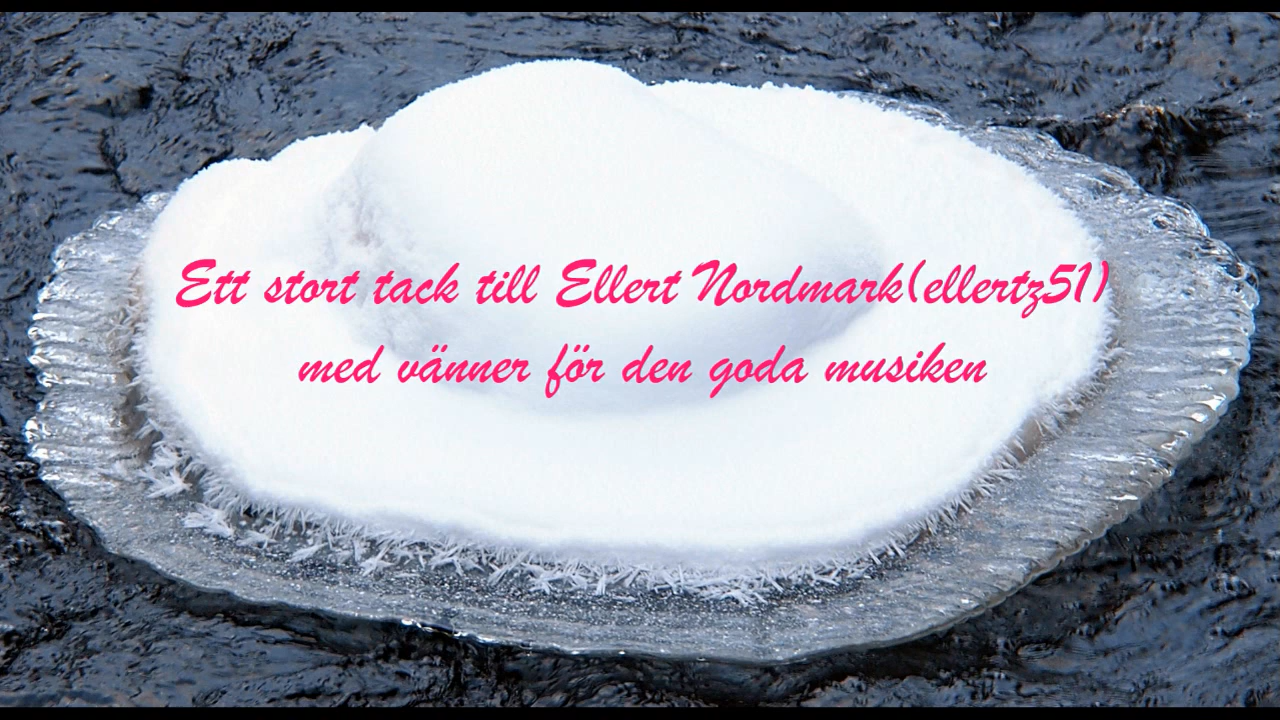 Ett stort tack till Ellert Nordmark(ellertz51)
med vänner för den goda musiken